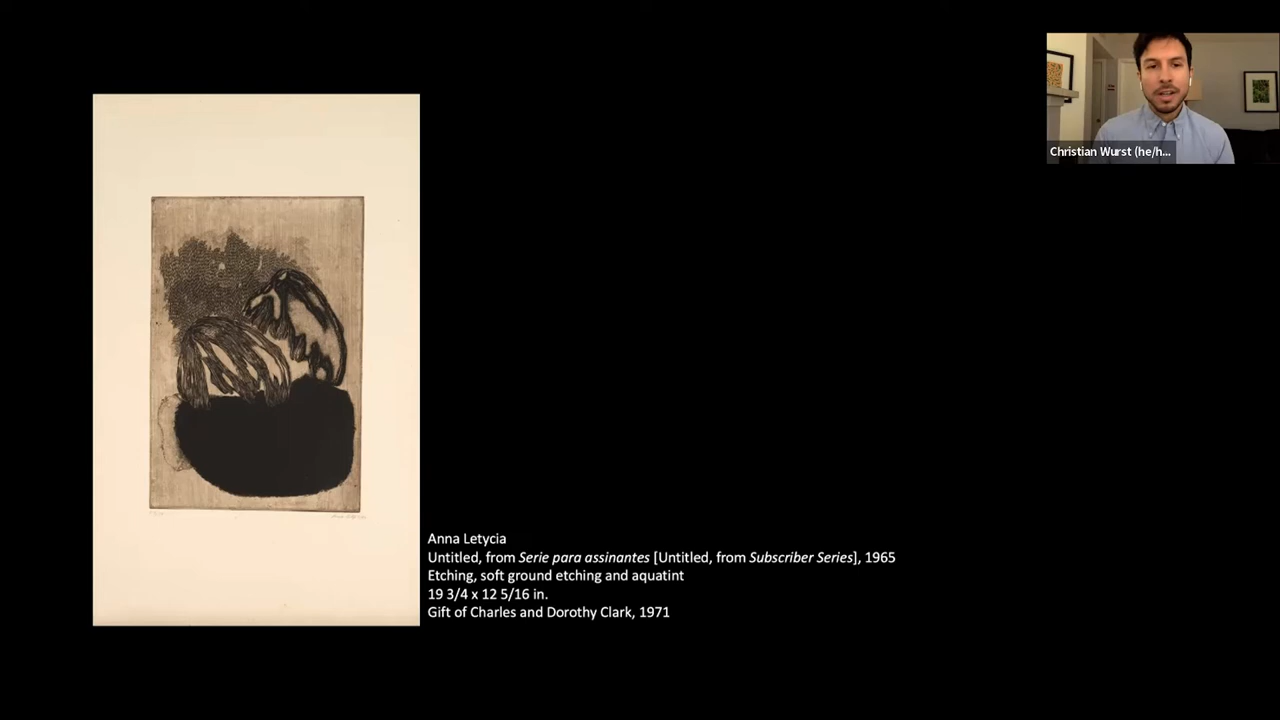 Christian Wurst (he/h...
Anna Letycia
Untitled, from Serie para assinantes [Untitled, from Subscriber Series], 1965
Etching, soft ground etching and aquatint
19 3/4 x 12 5/16 in.
Gift of Charles and Dorothy Clark, 1971